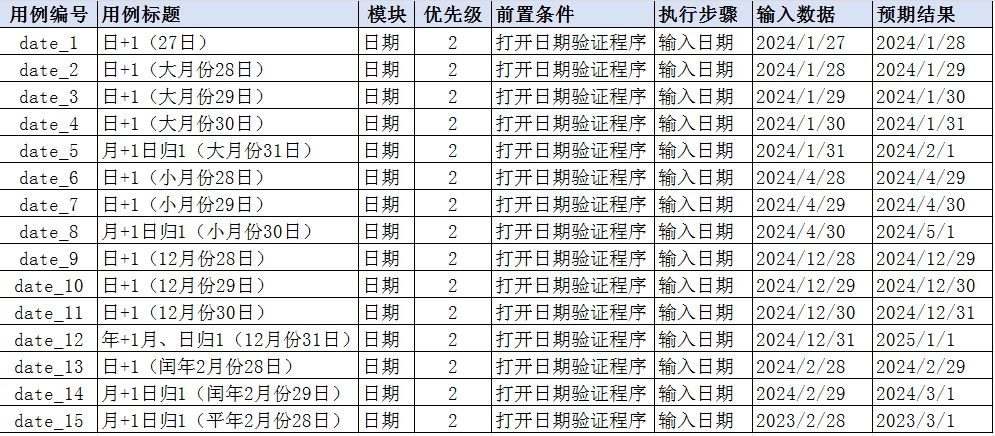 用例编号 用例标题 模块 优先级 前置条件 执行步骤 输入数据 预期结果
date_1 日+1（27日） 日期 2 打开日期验证程序 输入日期 2024/1/27 2024/1/28
date_2 日+1（大月份28日） 日期 2 打开日期验证程序 输入日期 2024/1/28 2024/1/29
date_3 日+1（大月份29日） 日期 2 打开日期验证程序 输入日期 2024/1/29 2024/1/30
date_4 日+1（大月份30日） 日期 2 打开日期验证程序 输入日期 2024/1/30 2024/1/31
date_5 月+1日归1（大月份31日） 日期 2 打开日期验证程序 输入日期 2024/1/31 2024/2/1
date_6 日+1（小月份28日） 日期 2 打开日期验证程序 输入日期 2024/4/28 2024/4/29
date_7 日+1（小月份29日） 日期 2 打开日期验证程序 输入日期 2024/4/29 2024/4/30
date_8 月+1日归1（小月份30日） 日期 2 打开日期验证程序 输入日期 2024/4/30 2024/5/1
date_9 日+1（12月份28日） 日期 2 打开日期验证程序 输入日期 2024/12/28 2024/12/29
date_10 日+1（12月份29日） 日期 2 打开日期验证程序 输入日期 2024/12/29 2024/12/30
date_11 日+1（12月份30日） 日期 2 打开日期验证程序 输入日期 2024/12/30 2024/12/31
date_12 年+1月、日归1（12月份31日） 日期 2 打开日期验证程序 输入日期 2024/12/31 2025/1/1
date_13 日+1（闰年2月份28日） 日期 2 打开日期验证程序 输入日期 2024/2/28 2024/2/29
date_14 月+1日归1（闰年2月份29日） 日期 2 打开日期验证程序 输入日期 2024/2/29 2024/3/1
date_15 月+1日归1（平年2月份28日） 日期 2 打开日期验证程序 输入日期 2023/2/28 2023/3/1